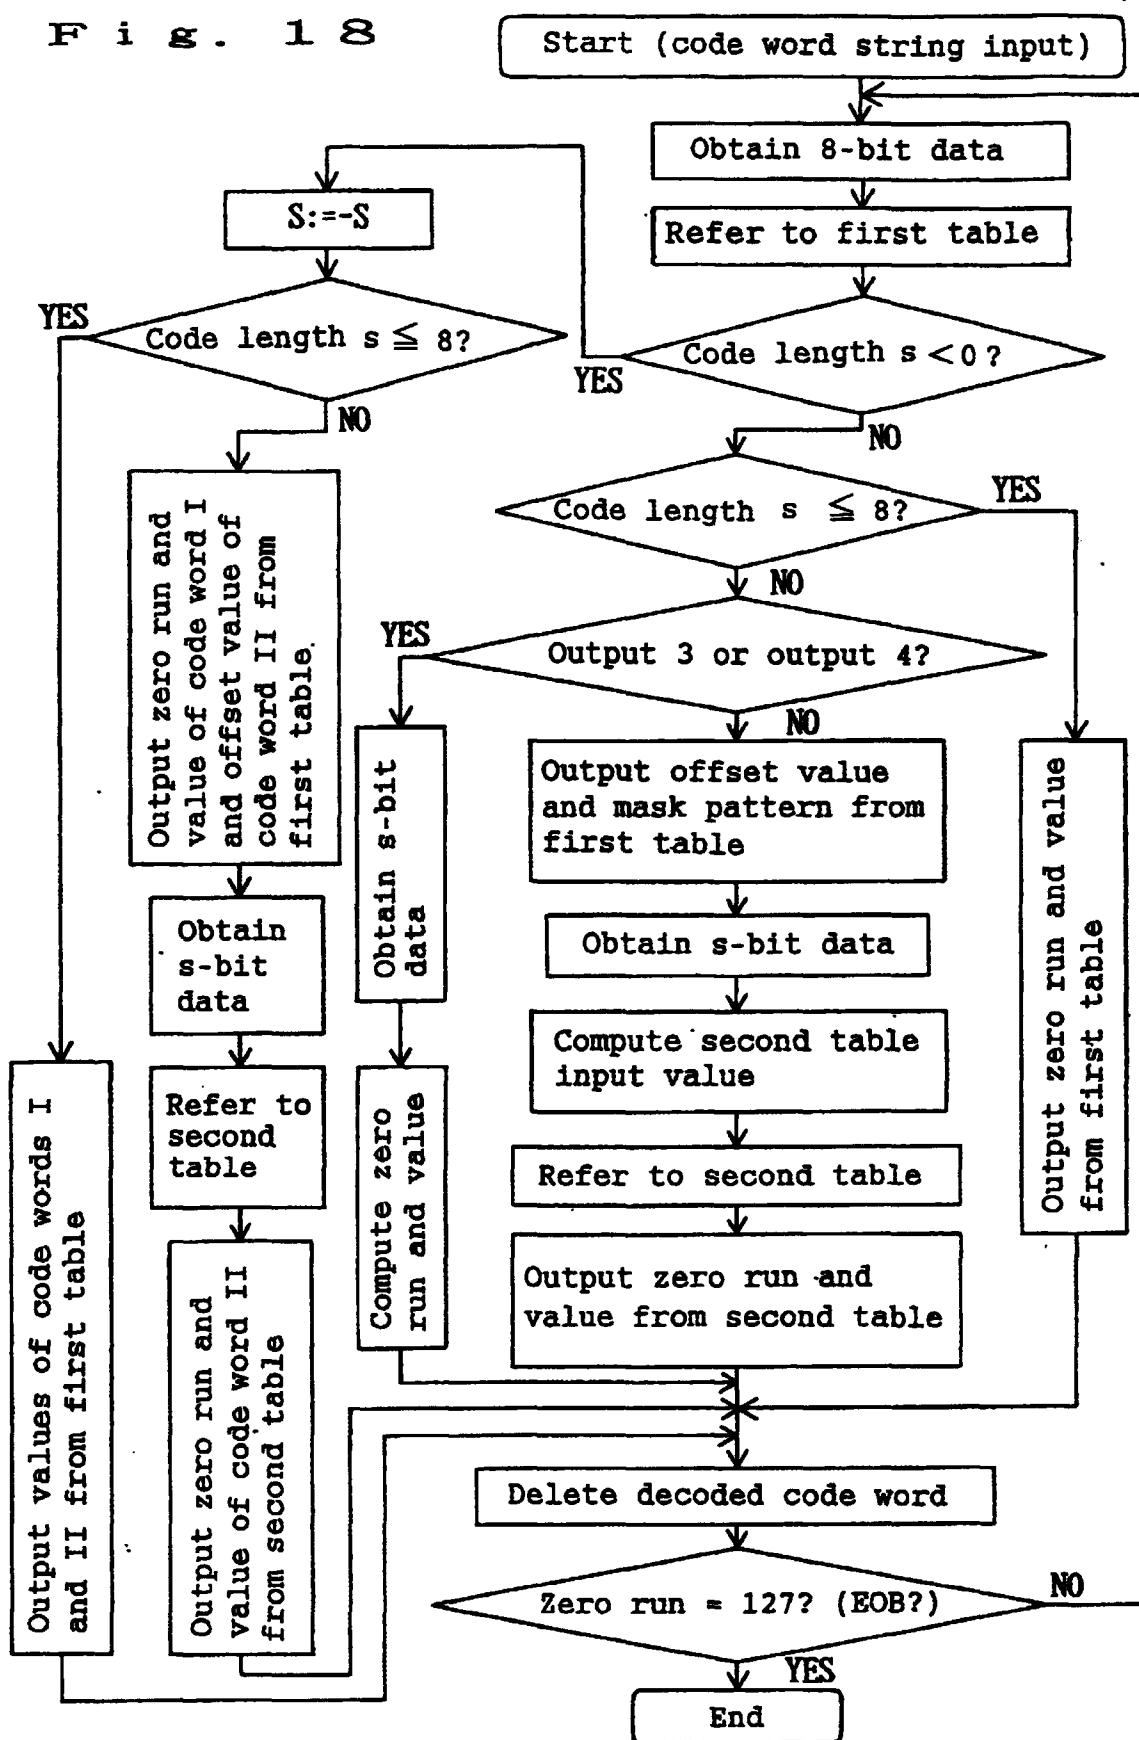 Fig. 18
Start (code word string input)
Obtain 8-bit data
Refer to first table
Code length s < 0 ?
YES
NO
S:=-S
Code length s ≦ 8?
YES
NO
Output zero run and
value of code word I
and offset value of
code word II from
first table
Obtain
s-bit
data
Refer to
second
table
Output zero run and
value of code word II
from second table
Output values of code words I
and II from first table
Code length s ≦ 8?
YES
NO
Output 3 or output 4?
YES
NO
Obtain s-bit
data
Compute zero
run and value
Output offset value
and mask pattern from
first table
Obtain s-bit data
Compute second table
input value
Refer to second table
Output zero run and
value from second table
Output zero run and value
from first table
Delete decoded code word
Zero run = 127? (EOB?)
NO
YES
End